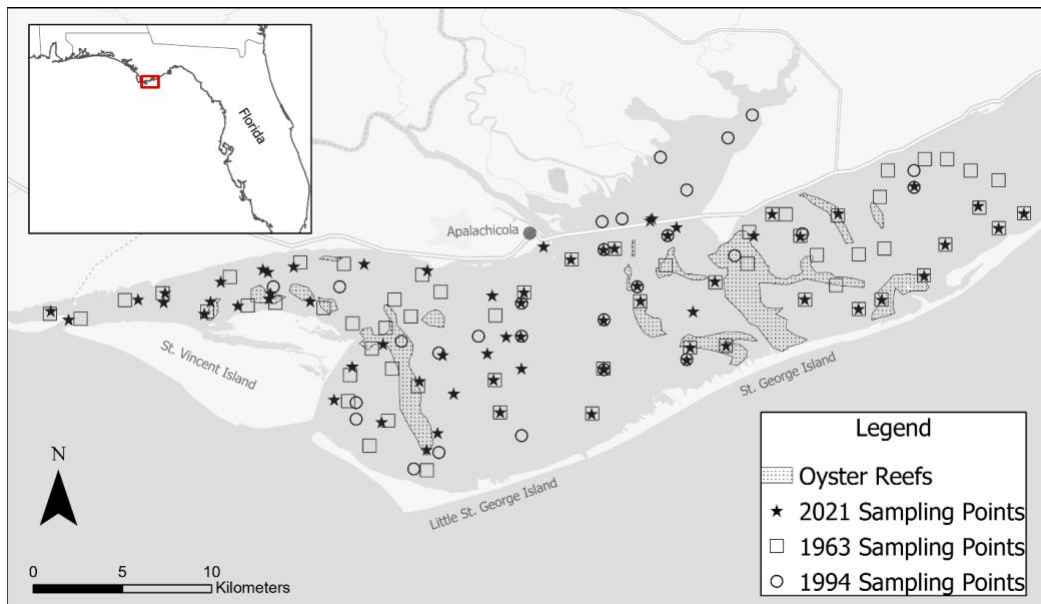 Florida
Apalachicola
St. Vincent Island
St. George Island
Little St. George Island
N
0 5 10
Kilometers
Legend
Oyster Reefs
2021 Sampling Points
1963 Sampling Points
1994 Sampling Points